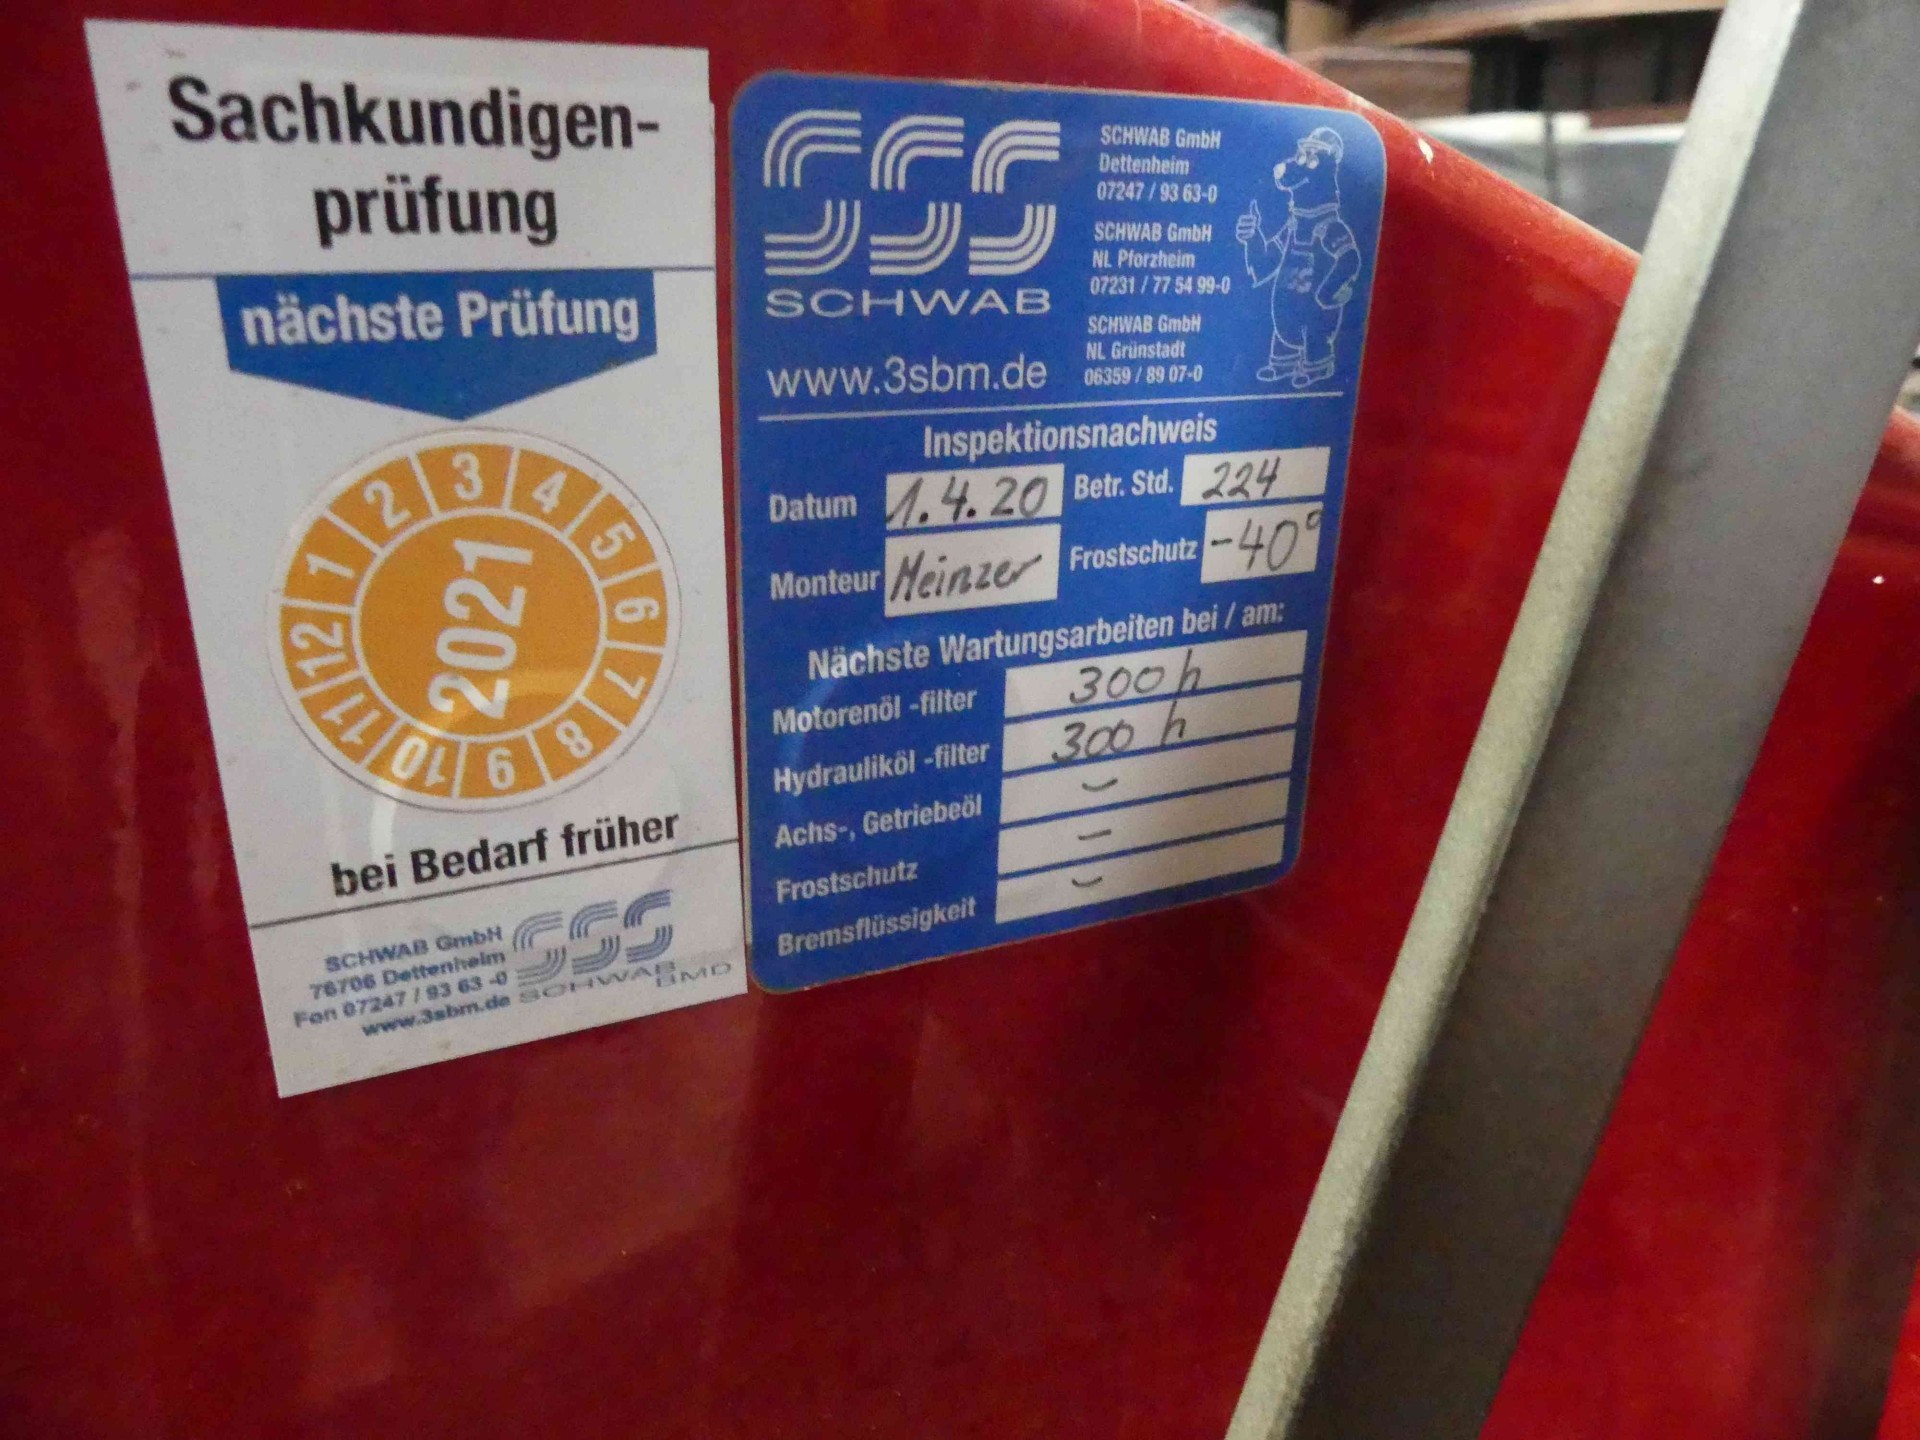 Sachkundigen-
prüfung
nächste Prüfung
1 2 3 4 5 6 7 8 9 10 11 12
2021
bei Bedarf früher
SCHWAB GmbH
76706 Dettenheim
Fon 07247 / 93 63 -0
www.3sbm.de
SCHWAB
BMD
SCHWAB
www.3sbm.de
SCHWAB GmbH
Dettenheim
07247 / 93 63-0
SCHWAB GmbH
NL Pforzheim
07231 / 77 54 99-0
SCHWAB GmbH
NL Grünstadt
06359 / 89 07-0
Inspektionsnachweis
Datum 1.4.20 Betr. Std. 224
Monteur Meinzer Frostschutz -40°
Nächste Wartungsarbeiten bei / am:
Motorenöl -filter 300 h
Hydrauliköl -filter 300 h
Achs-, Getriebeöl -
Frostschutz -
Bremsflüssigkeit -